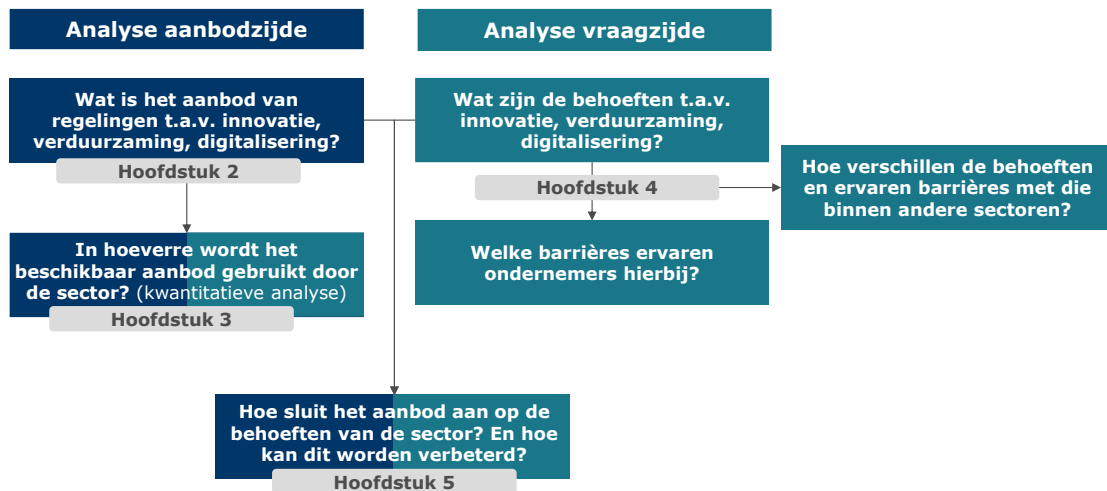 Analyse aanbodzijde
Analyse vraagzijde
Wat is het aanbod van
regelingen t.a.v. innovatie,
verduurzaming, digitalisering?
Hoofdstuk 2
Wat zijn de behoeften t.a.v.
innovatie, verduurzaming,
digitalisering?
Hoofdstuk 4
Hoe verschillen de behoeften
en ervaren barrières met die
binnen andere sectoren?
In hoeverre wordt het
beschikbaar aanbod gebruikt door
de sector? (kwantitatieve analyse)
Hoofdstuk 3
Welke barrières ervaren
ondernemers hierbij?
Hoe sluit het aanbod aan op de
behoeften van de sector? En hoe
kan dit worden verbeterd?
Hoofdstuk 5